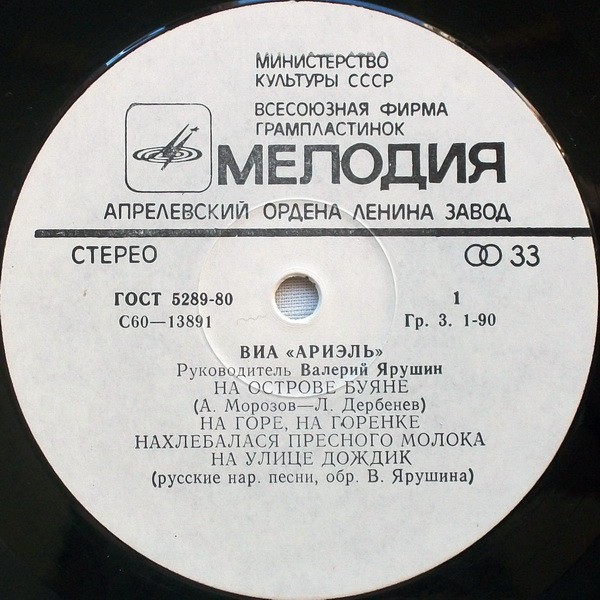 МИНИСТЕРСТВО
КУЛЬТУРЫ СССР
ВСЕСОЮЗНАЯ ФИРМА
ГРАМПЛАСТИНОК
МЕЛОДИЯ
АПРЕЛЕВСКИЙ ОРДЕНА ЛЕНИНА ЗАВОД
СТЕРЕО 33
ГОСТ 5289-80 1
С60—13891 Гр. 3. 1-90
ВИА «АРИЭЛЬ»
Руководитель Валерий Ярушин
НА ОСТРОВЕ БУЯНЕ
(А. Морозов—Л. Дербенев)
НА ГОРЕ, НА ГОРЕНКЕ
НАХЛЕБАЛАСЯ ПРЕСНОГО МОЛОКА
НА УЛИЦЕ ДОЖДИК
(русские нар. песни, обр. В. Ярушина)